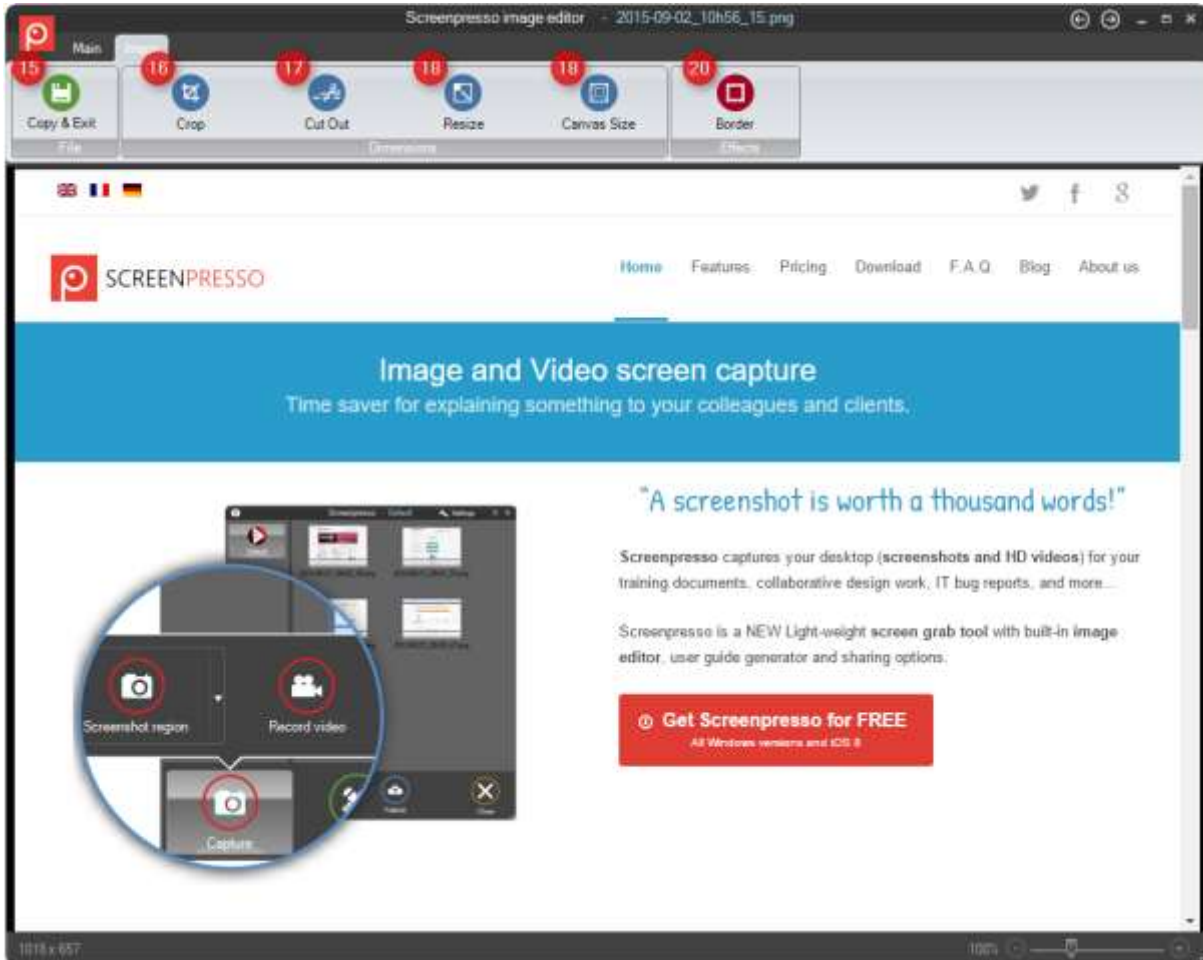 Screenpresso image editor - 2015-09-02_10h56_15.png
Main
15 16 17 18 18 20
Copy & Exit Crop Cut Out Resize Canvas Size Border
File Dimensions Effects
SCREENPRESSO
Home Features Pricing Download F.A.Q Blog About us
Image and Video screen capture
Time saver for explaining something to your colleagues and clients.
"A screenshot is worth a thousand words!"
Screenpresso captures your desktop (screenshots and HD videos) for your
training documents, collaborative design work, IT bug reports, and more...
Screenpresso is a NEW Light-weight screen grab tool with built-in image
editor, user guide generator and sharing options.
Get Screenpresso for FREE
All Windows versions and iOS 8
Screenpresso Default Settings
Screenshot region Record video
Capture
Close
1018 x 657 100%